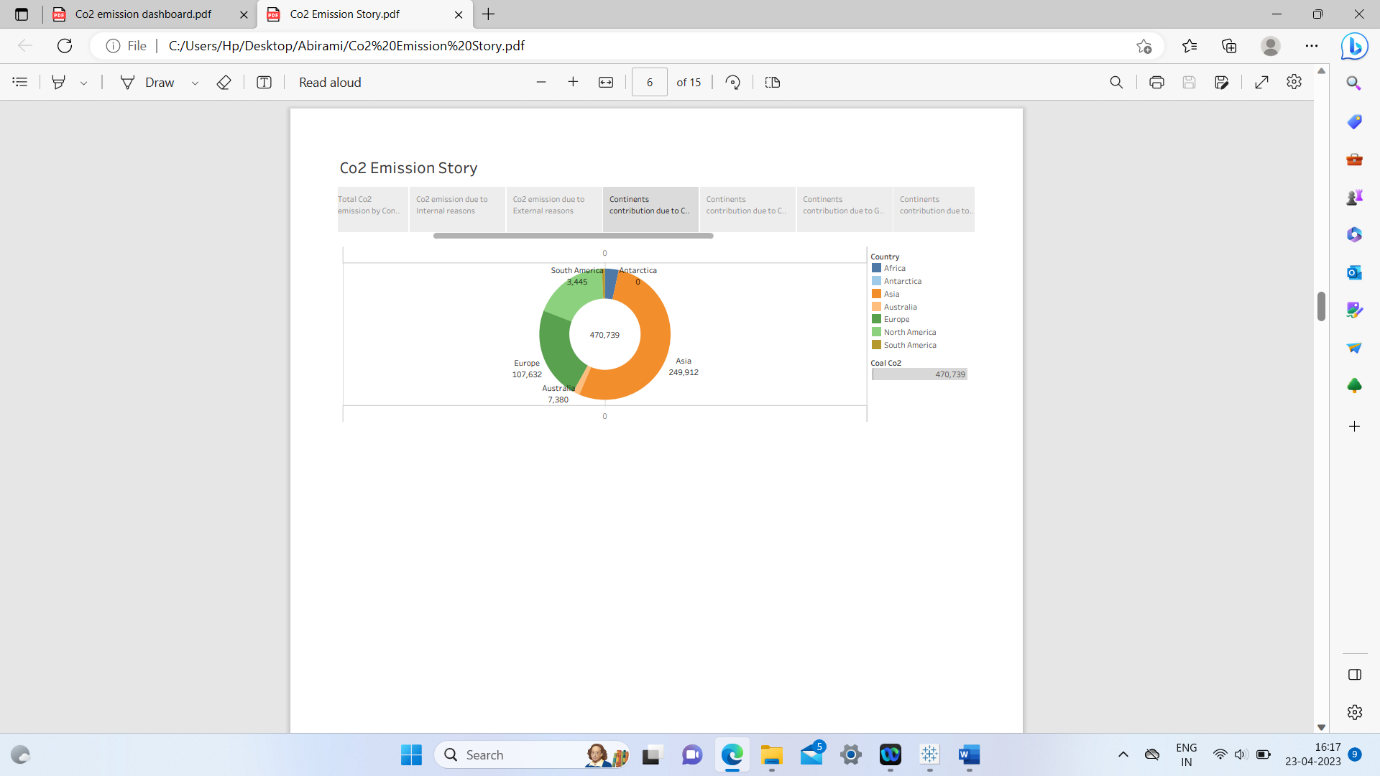 Co2 emission dashboard.pdf
Co2 Emission Story.pdf
File
C:/Users/Hp/Desktop/Abirami/Co2%20Emission%20Story.pdf
Draw
Read aloud
6 of 15
Co2 Emission Story
Total Co2
emission by Con..
Co2 emission due to
Internal reasons
Co2 emission due to
External reasons
Continents
contribution due to C..
Continents
contribution due to C..
Continents
contribution due to G..
Continents
contribution due to..
0
South America
3,445
Antarctica
0
470,739
Asia
249,912
Europe
107,632
Australia
7,380
0
Country
Africa
Antarctica
Asia
Australia
Europe
North America
South America
Coal Co2
470,739
Search
5
ENG
IN
16:17
23-04-2023
9